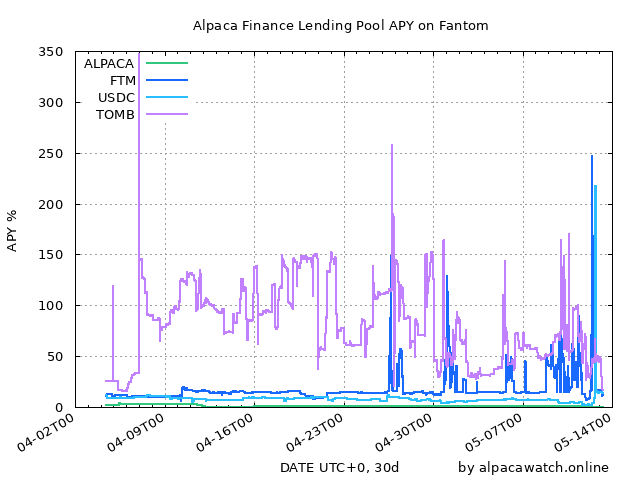 Alpaca Finance Lending Pool APY on Fantom
350
300
250
200
150
100
50
0
APY %
ALPACA
FTM
USDC
TOMB
04-02T00
04-09T00
04-16T00
04-23T00
04-30T00
05-07T00
05-14T00
DATE UTC+0, 30d
by alpacawatch.online